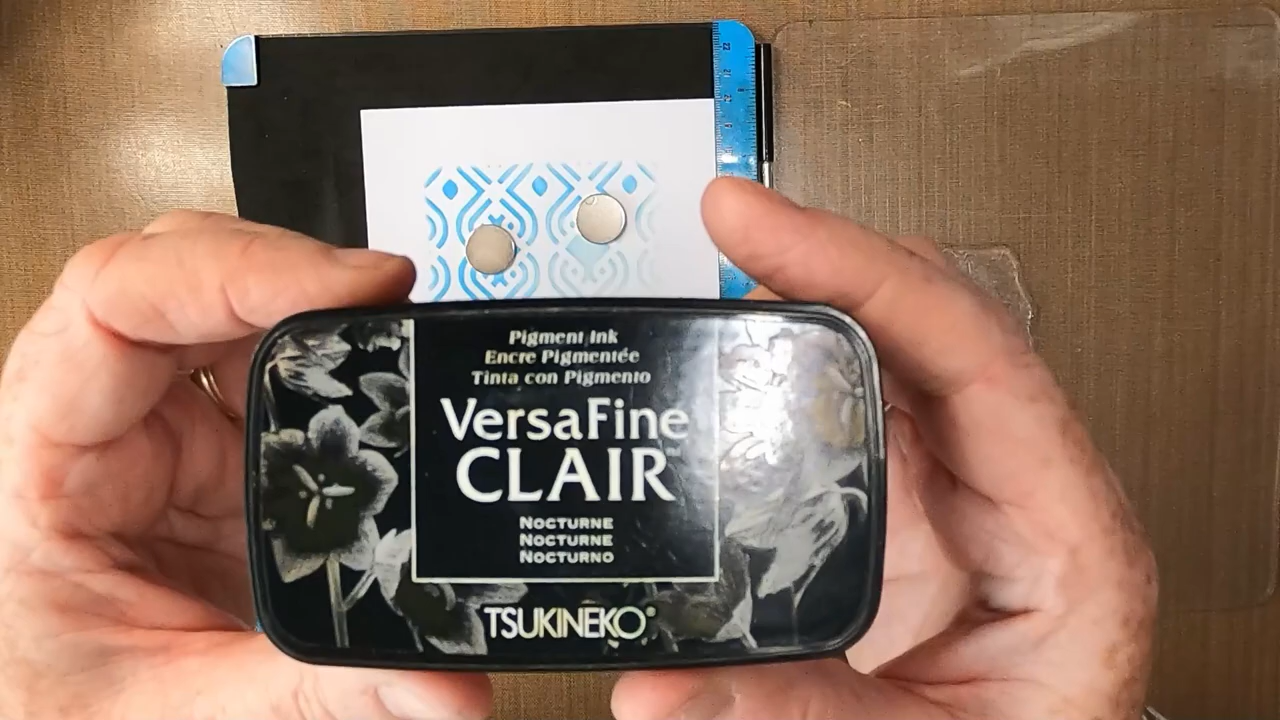 Pigment Ink
Encre Pigmentée
Tinta con Pigmento
VersaFine
CLAIR
NOCTURNE
NOCTURNE
NOCTURNO
TSUKINEKO®